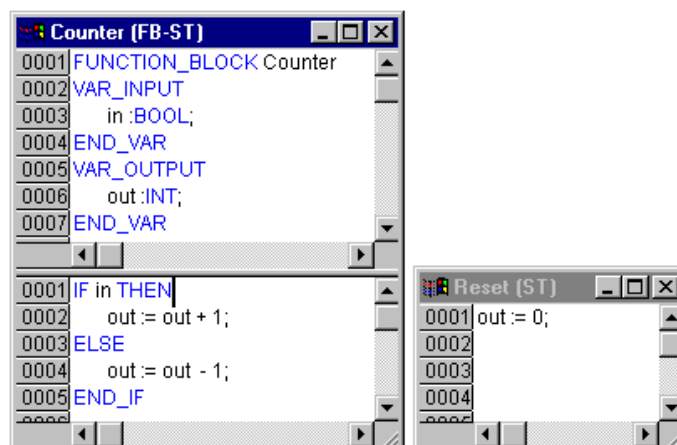 Counter (FB-ST)
0001 FUNCTION_BLOCK Counter
0002 VAR_INPUT
0003 in :BOOL;
0004 END_VAR
0005 VAR_OUTPUT
0006 out :INT;
0007 END_VAR
0001 IF in THEN
0002 out := out + 1;
0003 ELSE
0004 out := out - 1;
0005 END_IF
Reset (ST)
0001 out := 0;
0002
0003
0004